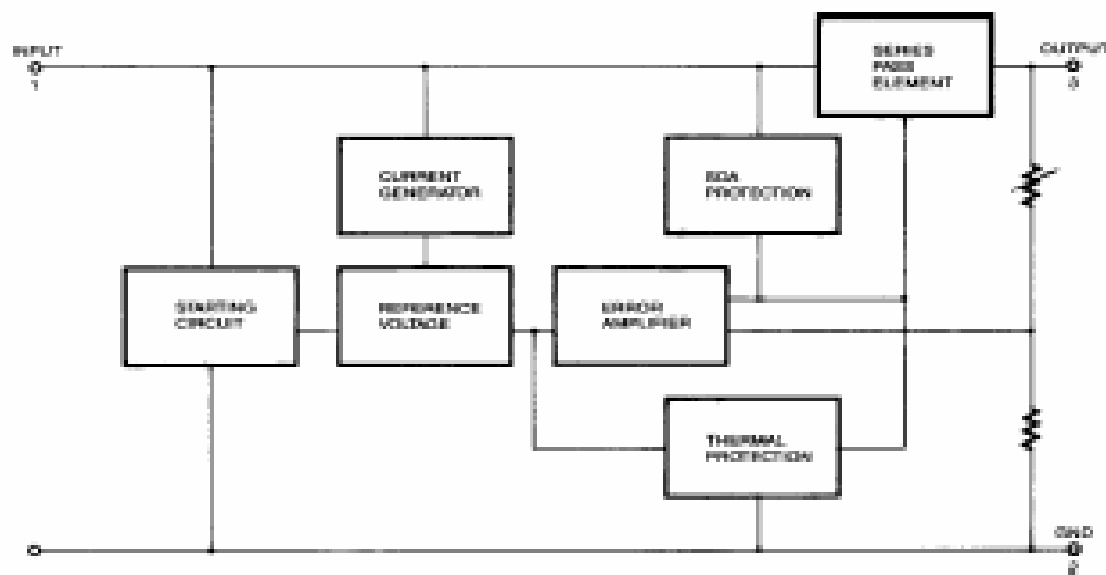 INPUT
1
SERIES
PASS
ELEMENT
OUTPUT
3
CURRENT
GENERATOR
SOA
PROTECTION
STARTING
CIRCUIT
REFERENCE
VOLTAGE
ERROR
AMPLIFIER
THERMAL
PROTECTION
GND
2